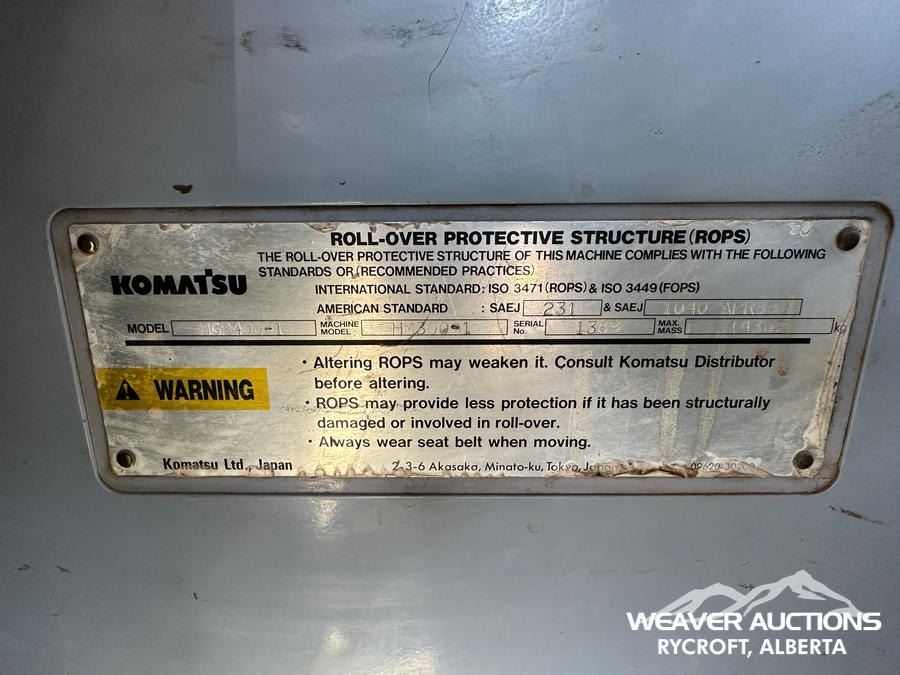 ROLL-OVER PROTECTIVE STRUCTURE (ROPS)
THE ROLL-OVER PROTECTIVE STRUCTURE OF THIS MACHINE COMPLIES WITH THE FOLLOWING
STANDARDS OR (RECOMMENDED PRACTICES)
KOMATSU
INTERNATIONAL STANDARD: ISO 3471 (ROPS) & ISO 3449 (FOPS)
AMERICAN STANDARD : SAEJ 231 & SAEJ 1040
MODEL MACHINE MODEL HM300-1 SERIAL No. MAX. MASS kg
WARNING
• Altering ROPS may weaken it. Consult Komatsu Distributor
before altering.
• ROPS may provide less protection if it has been structurally
damaged or involved in roll-over.
• Always wear seat belt when moving.
Komatsu Ltd., Japan 2-3-6 Akasaka, Minato-ku, Tokyo, Japan
WEAVER AUCTIONS
RYCROFT, ALBERTA